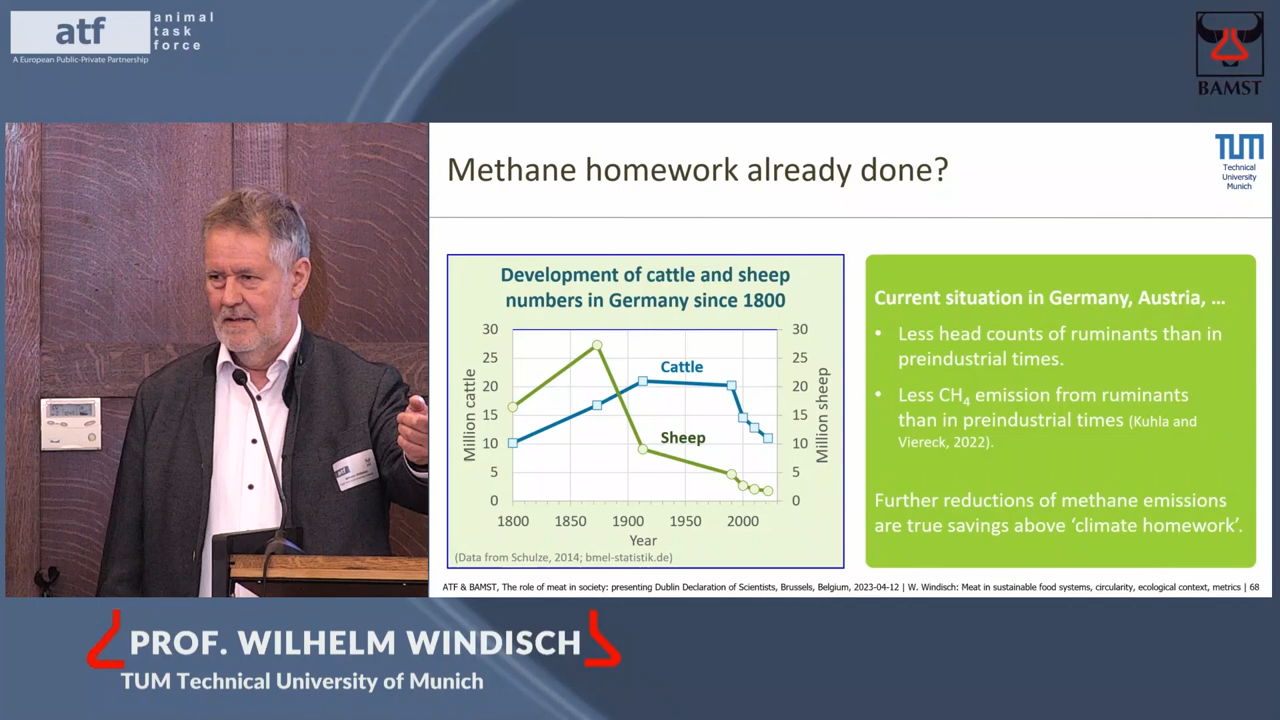 atf
animal
task
force
A European Public-Private Partnership
BAMST
Methane homework already done?
TUM
Technical
University
Munich
Development of cattle and sheep
numbers in Germany since 1800
Million cattle
30
25
20
15
10
5
0
Cattle
Sheep
30
25
20
15
10
5
0
Million sheep
1800 1850 1900 1950 2000
Year
(Data from Schulze, 2014; bmel-statistik.de)
Current situation in Germany, Austria, ...
• Less head counts of ruminants than in
preindustrial times.
• Less CH₄ emission from ruminants
than in preindustrial times (Kuhla and
Viereck, 2022).
Further reductions of methane emissions
are true savings above ‘climate homework’.
ATF & BAMST, The role of meat in society: presenting Dublin Declaration of Scientists, Brussels, Belgium, 2023-04-12 | W. Windisch: Meat in sustainable food systems, circularity, ecological context, metrics | 68
atf
PROF. WILHELM WINDISCH
TUM Technical University of Munich